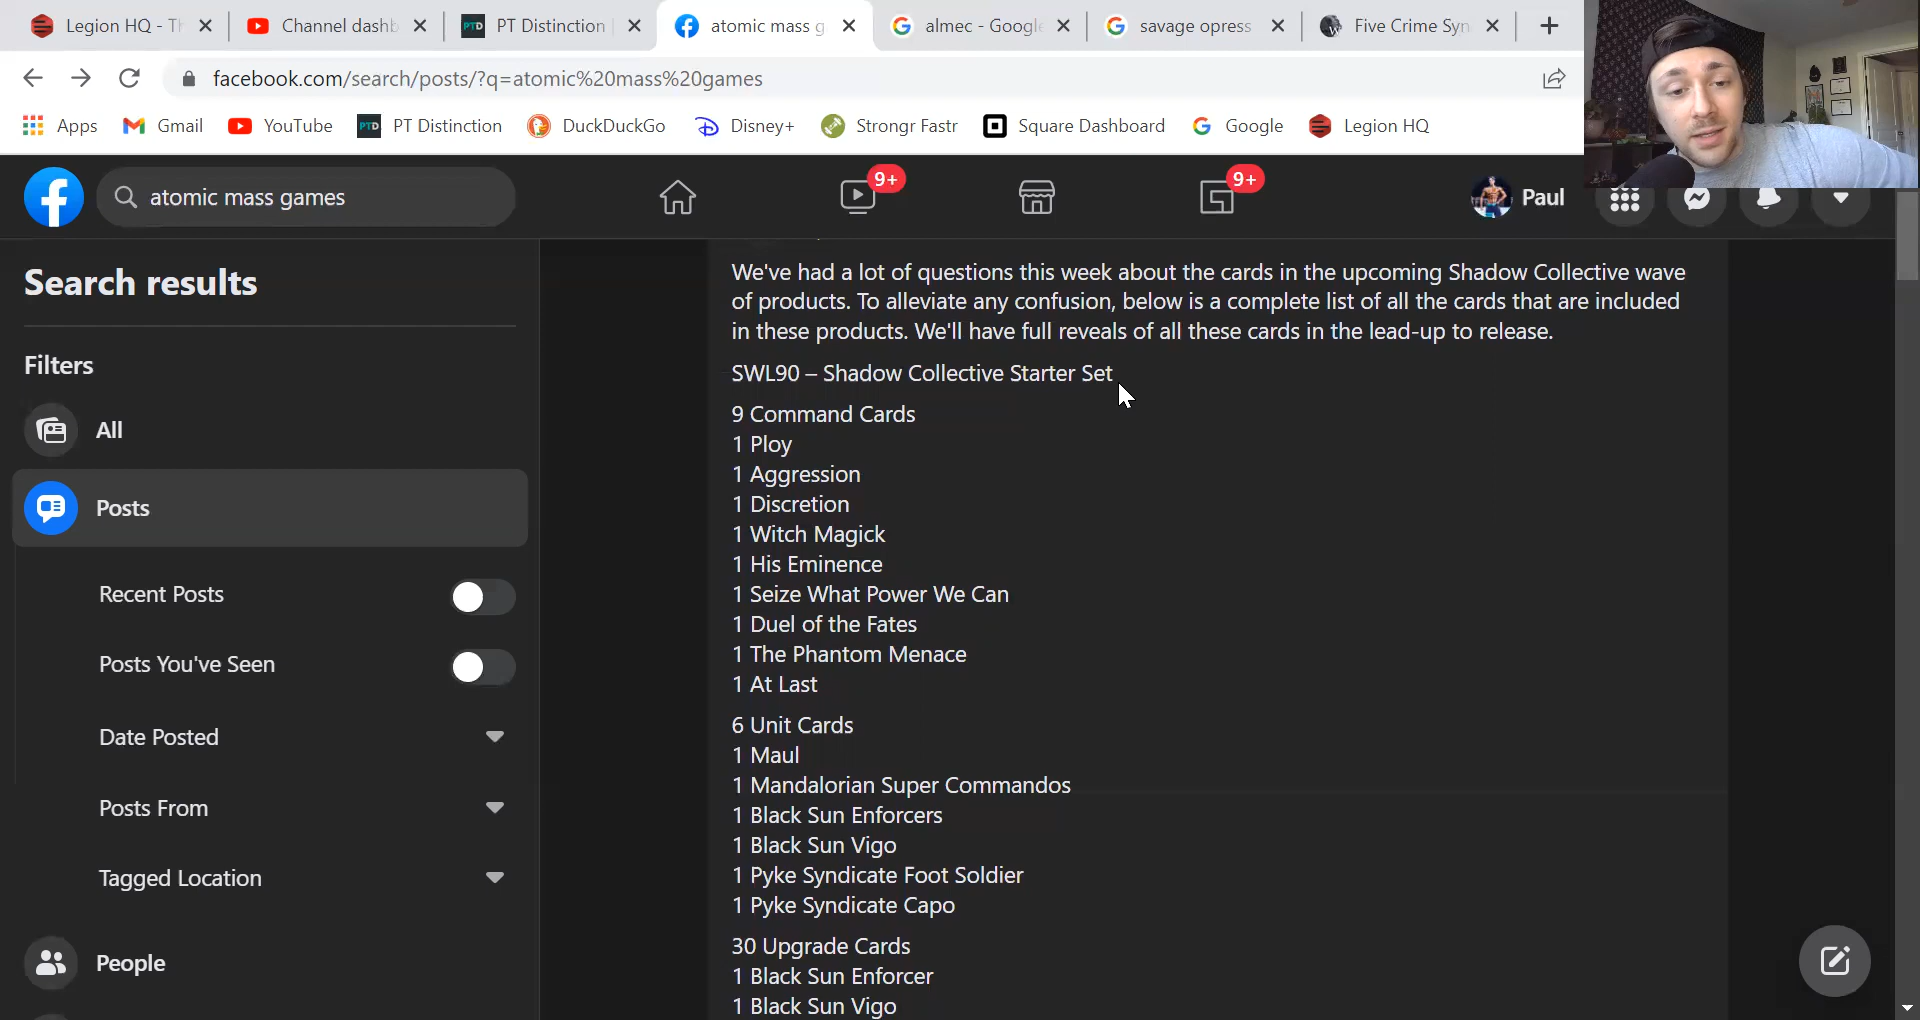 Legion HQ - Th
Channel dashb
PT Distinction
atomic mass g
almec - Google
savage opress
Five Crime Syn
facebook.com/search/posts/?q=atomic%20mass%20games
Apps
Gmail
YouTube
PTD
PT Distinction
DuckDuckGo
Disney+
Strongr Fastr
Square Dashboard
Google
Legion HQ
atomic mass games
9+
9+
Paul
Search results
Filters
All
Posts
Recent Posts
Posts You've Seen
Date Posted
Posts From
Tagged Location
People
We've had a lot of questions this week about the cards in the upcoming Shadow Collective wave
of products. To alleviate any confusion, below is a complete list of all the cards that are included
in these products. We'll have full reveals of all these cards in the lead-up to release.
SWL90 – Shadow Collective Starter Set
9 Command Cards
1 Ploy
1 Aggression
1 Discretion
1 Witch Magick
1 His Eminence
1 Seize What Power We Can
1 Duel of the Fates
1 The Phantom Menace
1 At Last
6 Unit Cards
1 Maul
1 Mandalorian Super Commandos
1 Black Sun Enforcers
1 Black Sun Vigo
1 Pyke Syndicate Foot Soldier
1 Pyke Syndicate Capo
30 Upgrade Cards
1 Black Sun Enforcer
1 Black Sun Vigo